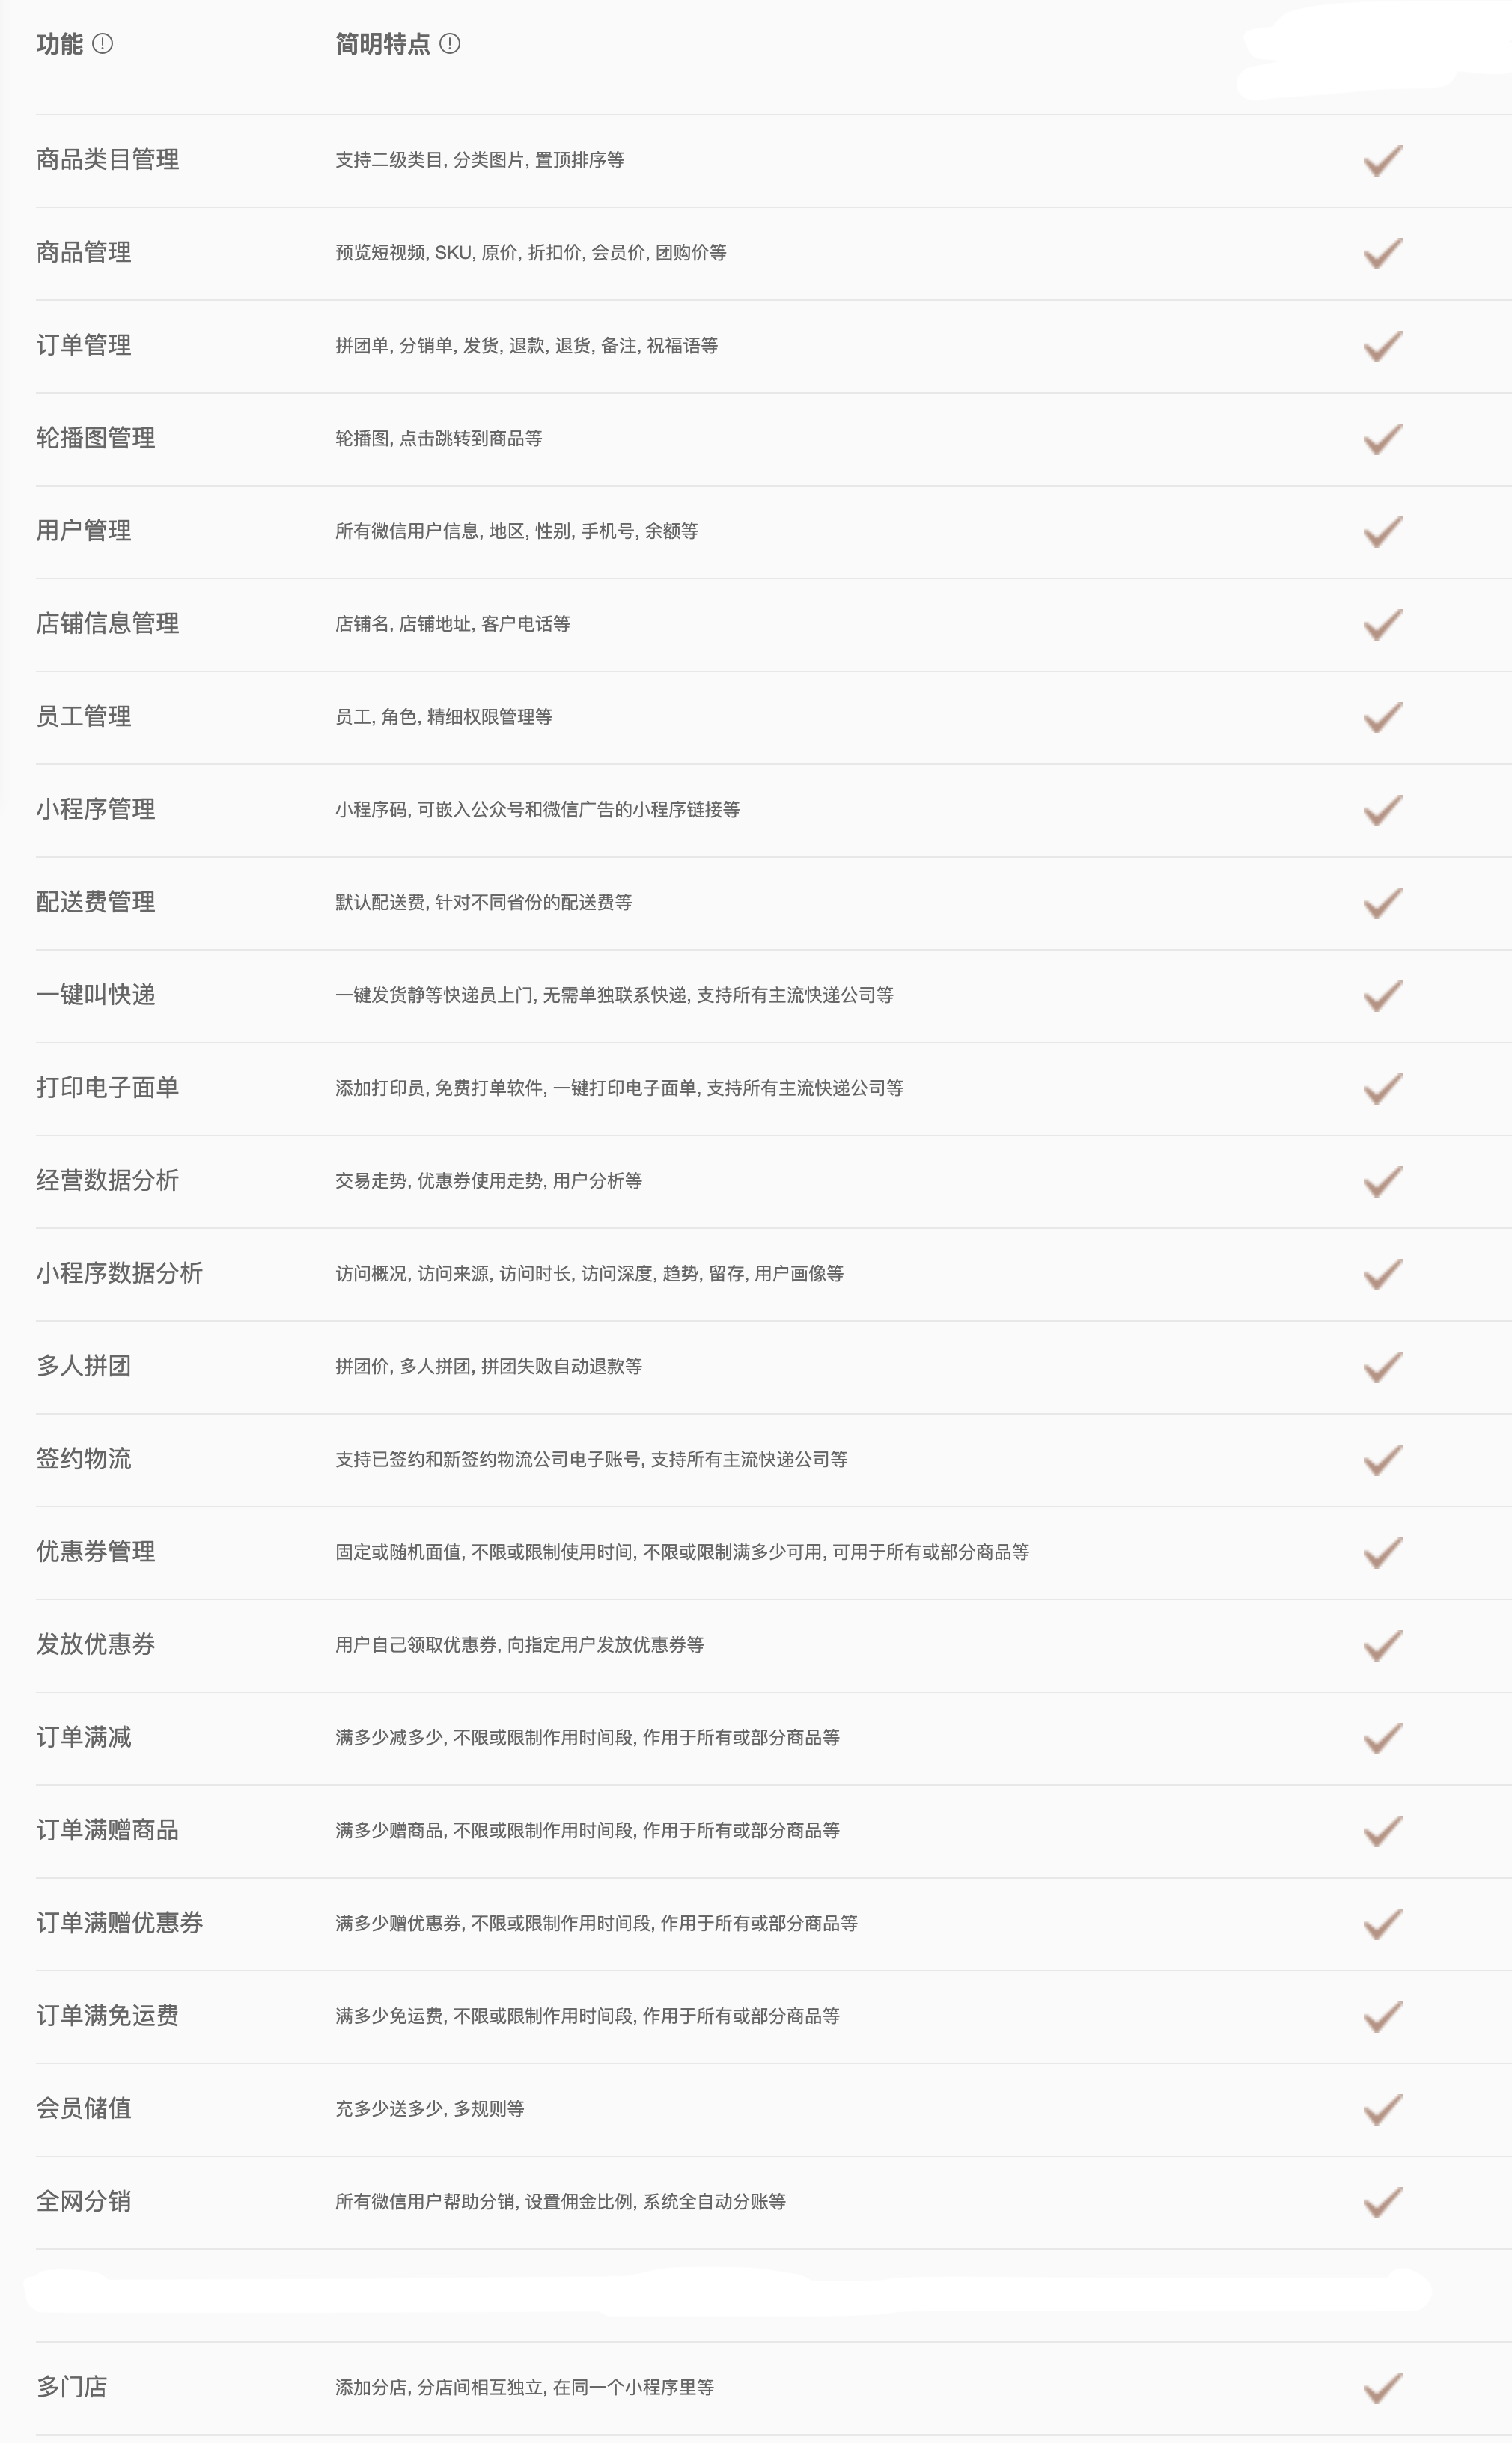 功能 简明特点
商品类目管理 支持二级类目, 分类图片, 置顶排序等
商品管理 预览短视频, SKU, 原价, 折扣价, 会员价, 团购价等
订单管理 拼团单, 分销单, 发货, 退款, 退货, 备注, 祝福语等
轮播图管理 轮播图, 点击跳转到商品等
用户管理 所有微信用户信息, 地区, 性别, 手机号, 余额等
店铺信息管理 店铺名, 店铺地址, 客户电话等
员工管理 员工, 角色, 精细权限管理等
小程序管理 小程序码, 可嵌入公众号和微信广告的小程序链接等
配送费管理 默认配送费, 针对不同省份的配送费等
一键叫快递 一键发货静等快递员上门, 无需单独联系快递, 支持所有主流快递公司等
打印电子面单 添加打印员, 免费打单软件, 一键打印电子面单, 支持所有主流快递公司等
经营数据分析 交易走势, 优惠券使用走势, 用户分析等
小程序数据分析 访问概况, 访问来源, 访问时长, 访问深度, 趋势, 留存, 用户画像等
多人拼团 拼团价, 多人拼团, 拼团失败自动退款等
签约物流 支持已签约和新签约物流公司电子账号, 支持所有主流快递公司等
优惠券管理 固定或随机面值, 不限或限制使用时间, 不限或限制满多少可用, 可用于所有或部分商品等
发放优惠券 用户自己领取优惠券, 向指定用户发放优惠券等
订单满减 满多少减多少, 不限或限制作用时间段, 作用于所有或部分商品等
订单满赠商品 满多少赠商品, 不限或限制作用时间段, 作用于所有或部分商品等
订单满赠优惠券 满多少赠优惠券, 不限或限制作用时间段, 作用于所有或部分商品等
订单满免运费 满多少免运费, 不限或限制作用时间段, 作用于所有或部分商品等
会员储值 充多少送多少, 多规则等
全网分销 所有微信用户帮助分销, 设置佣金比例, 系统全自动分账等
多门店 添加分店, 分店间相互独立, 在同一个小程序里等